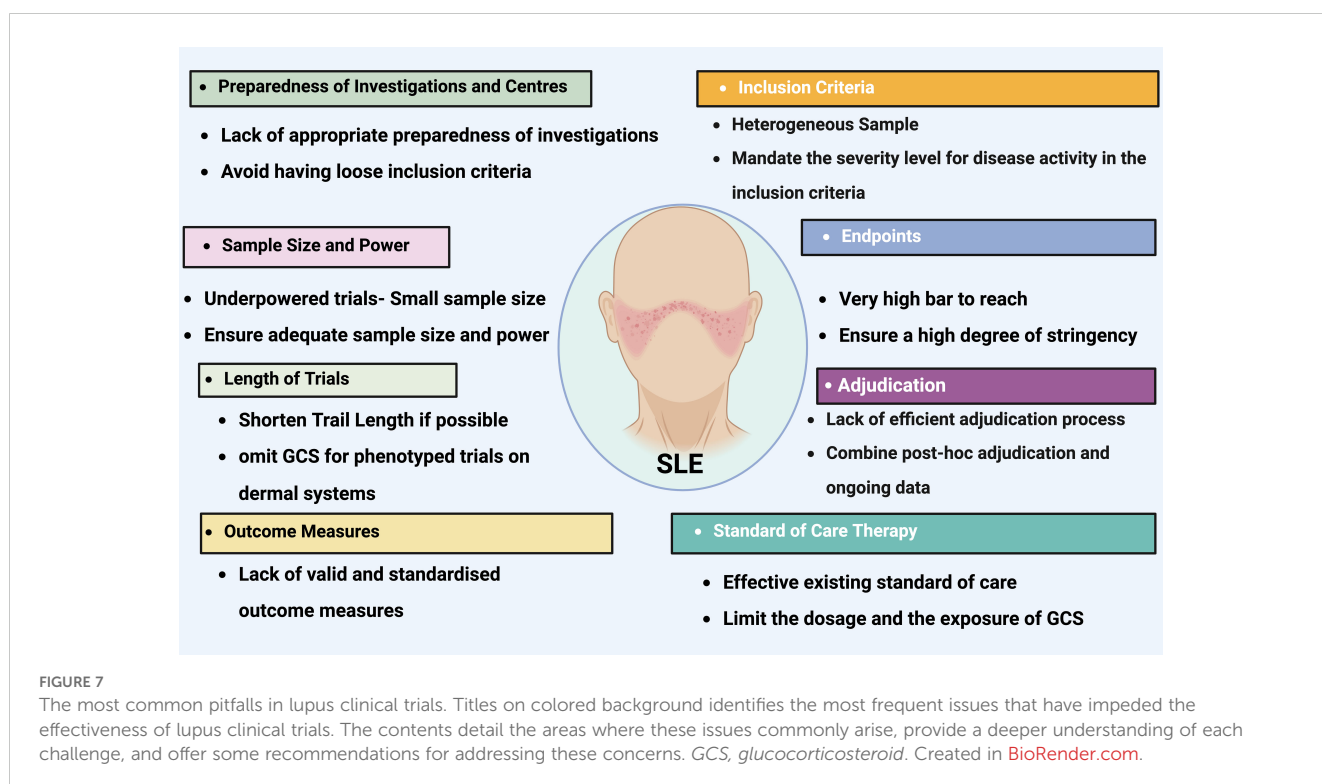 • Preparedness of Investigations and Centres
• Lack of appropriate preparedness of investigations
• Avoid having loose inclusion criteria
• Sample Size and Power
• Underpowered trials- Small sample size
• Ensure adequate sample size and power
• Length of Trials
• Shorten Trail Length if possible
• omit GCS for phenotyped trials on
dermal systems
• Outcome Measures
• Lack of valid and standardised
outcome measures
SLE
• Inclusion Criteria
• Heterogeneous Sample
• Mandate the severity level for disease activity in the
inclusion criteria
• Endpoints
• Very high bar to reach
• Ensure a high degree of stringency
• Adjudication
• Lack of efficient adjudication process
• Combine post-hoc adjudication and
ongoing data
• Standard of Care Therapy
• Effective existing standard of care
• Limit the dosage and the exposure of GCS
FIGURE 7
The most common pitfalls in lupus clinical trials. Titles on colored background identifies the most frequent issues that have impeded the
effectiveness of lupus clinical trials. The contents detail the areas where these issues commonly arise, provide a deeper understanding of each
challenge, and offer some recommendations for addressing these concerns. GCS, glucocorticosteroid. Created in BioRender.com.